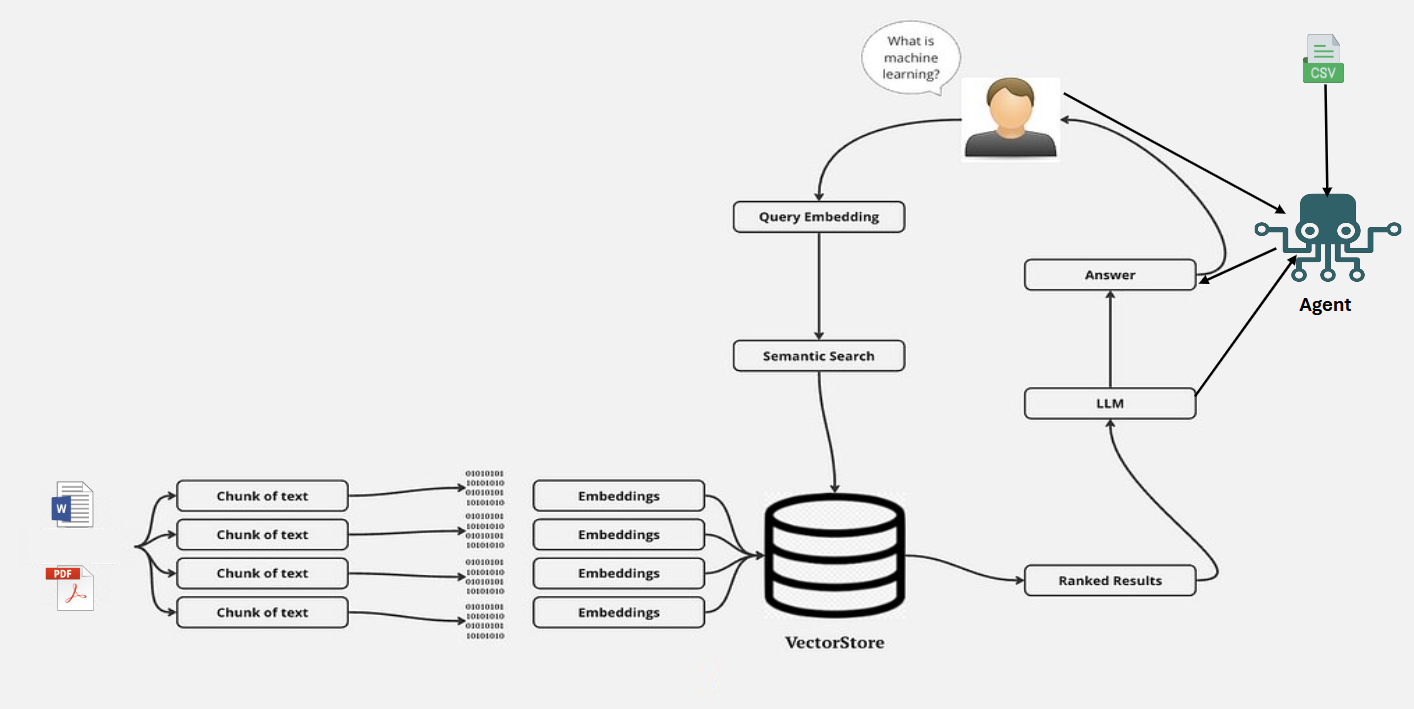 What is
machine
learning?
CSV
Query Embedding
Answer
Agent
Semantic Search
LLM
W
PDF
Chunk of text
Chunk of text
Chunk of text
Chunk of text
01010101
10101010
01010101
10101010
01010101
10101010
01010101
10101010
01010101
10101010
01010101
10101010
01010101
10101010
01010101
10101010
Embeddings
Embeddings
Embeddings
Embeddings
VectorStore
Ranked Results